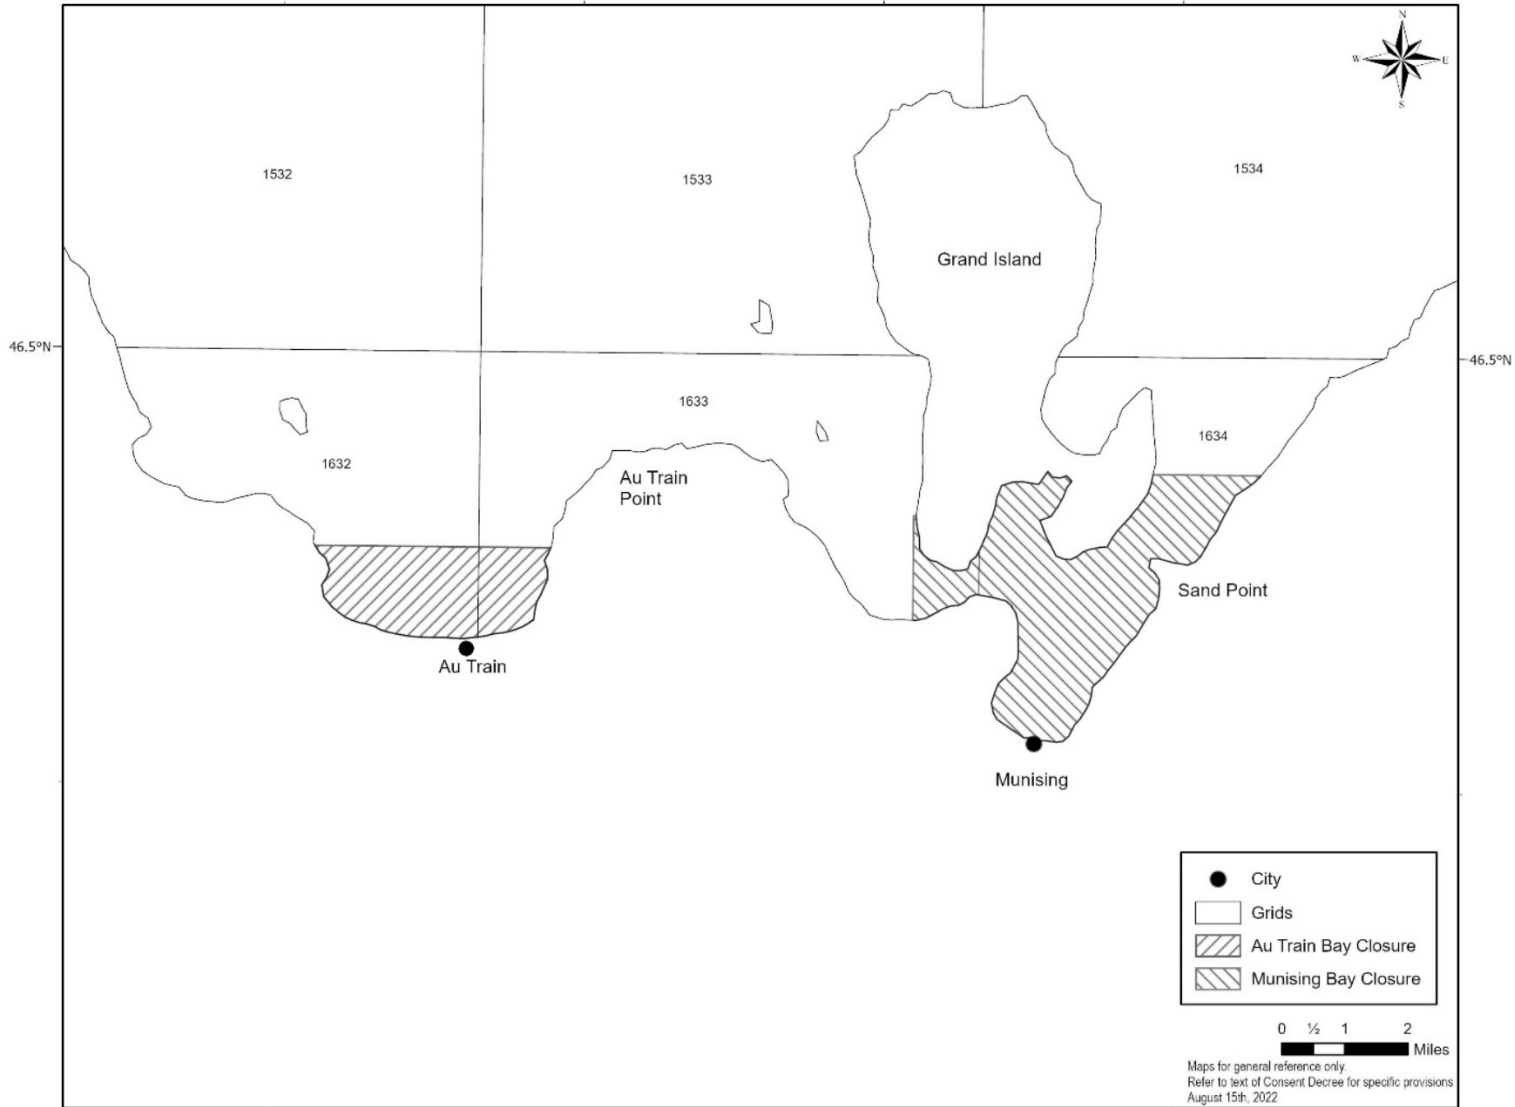 N
W
E
S
1532
1533
1534
Grand Island
46.5°N
46.5°N
1633
1634
1632
Au Train
Point
Sand Point
Au Train
Munising
City
Grids
Au Train Bay Closure
Munising Bay Closure
0 ½ 1 2
Miles
Maps for general reference only.
Refer to text of Consent Decree for specific provisions
August 15th, 2022